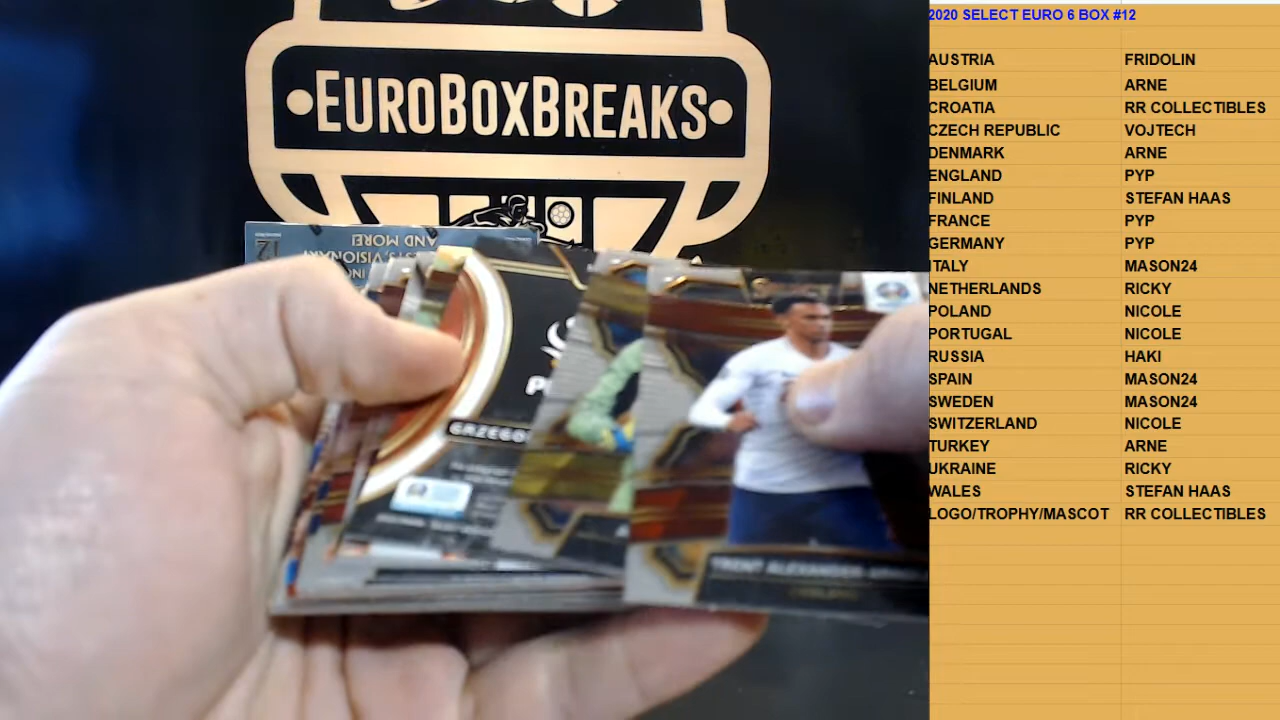 2020 SELECT EURO 6 BOX #12
AUSTRIA FRIDOLIN
BELGIUM ARNE
CROATIA RR COLLECTIBLES
CZECH REPUBLIC VOJTECH
DENMARK ARNE
ENGLAND PYP
FINLAND STEFAN HAAS
FRANCE PYP
GERMANY PYP
ITALY MASON24
NETHERLANDS RICKY
POLAND NICOLE
PORTUGAL NICOLE
RUSSIA HAKI
SPAIN MASON24
SWEDEN MASON24
SWITZERLAND NICOLE
TURKEY ARNE
UKRAINE RICKY
WALES STEFAN HAAS
LOGO/TROPHY/MASCOT RR COLLECTIBLES
EUROBOXBREAKS
AND MORE!
12
TRENT ALEXANDER
ENGLAND